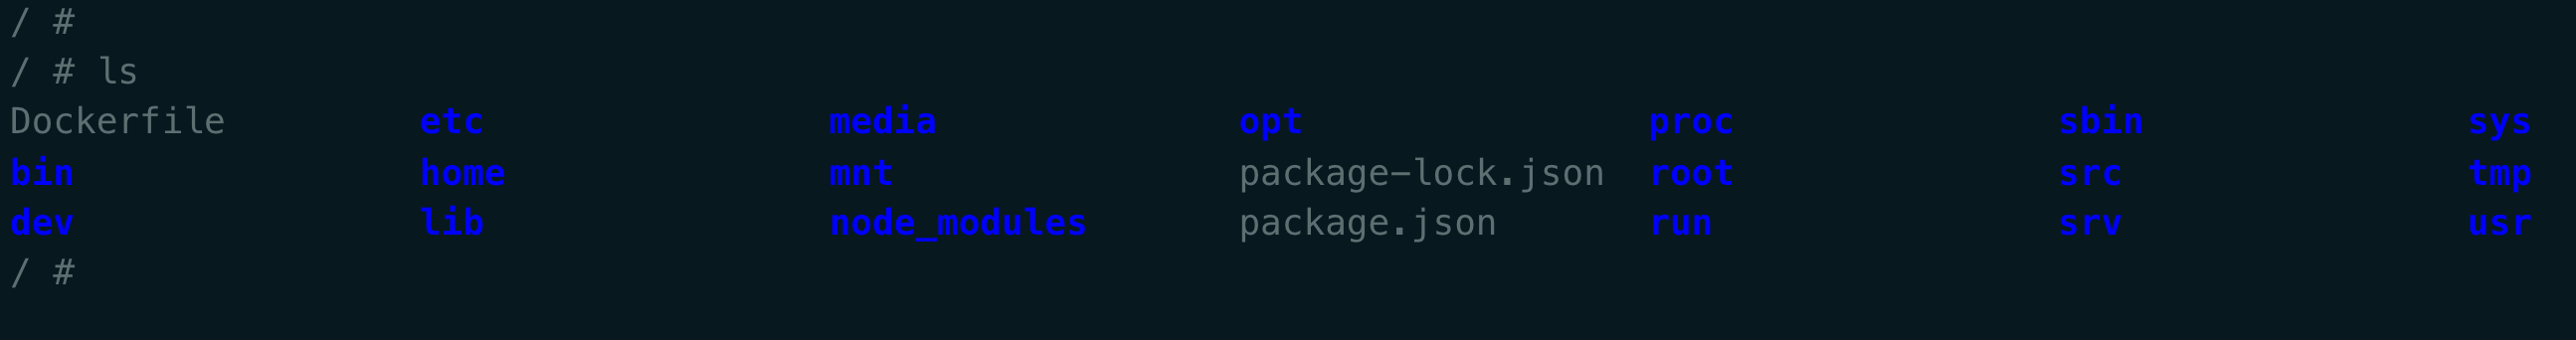 / #
/ # ls
Dockerfile etc media opt proc sbin sys
bin home mnt package-lock.json root src tmp
dev lib node_modules package.json run srv usr
/ #